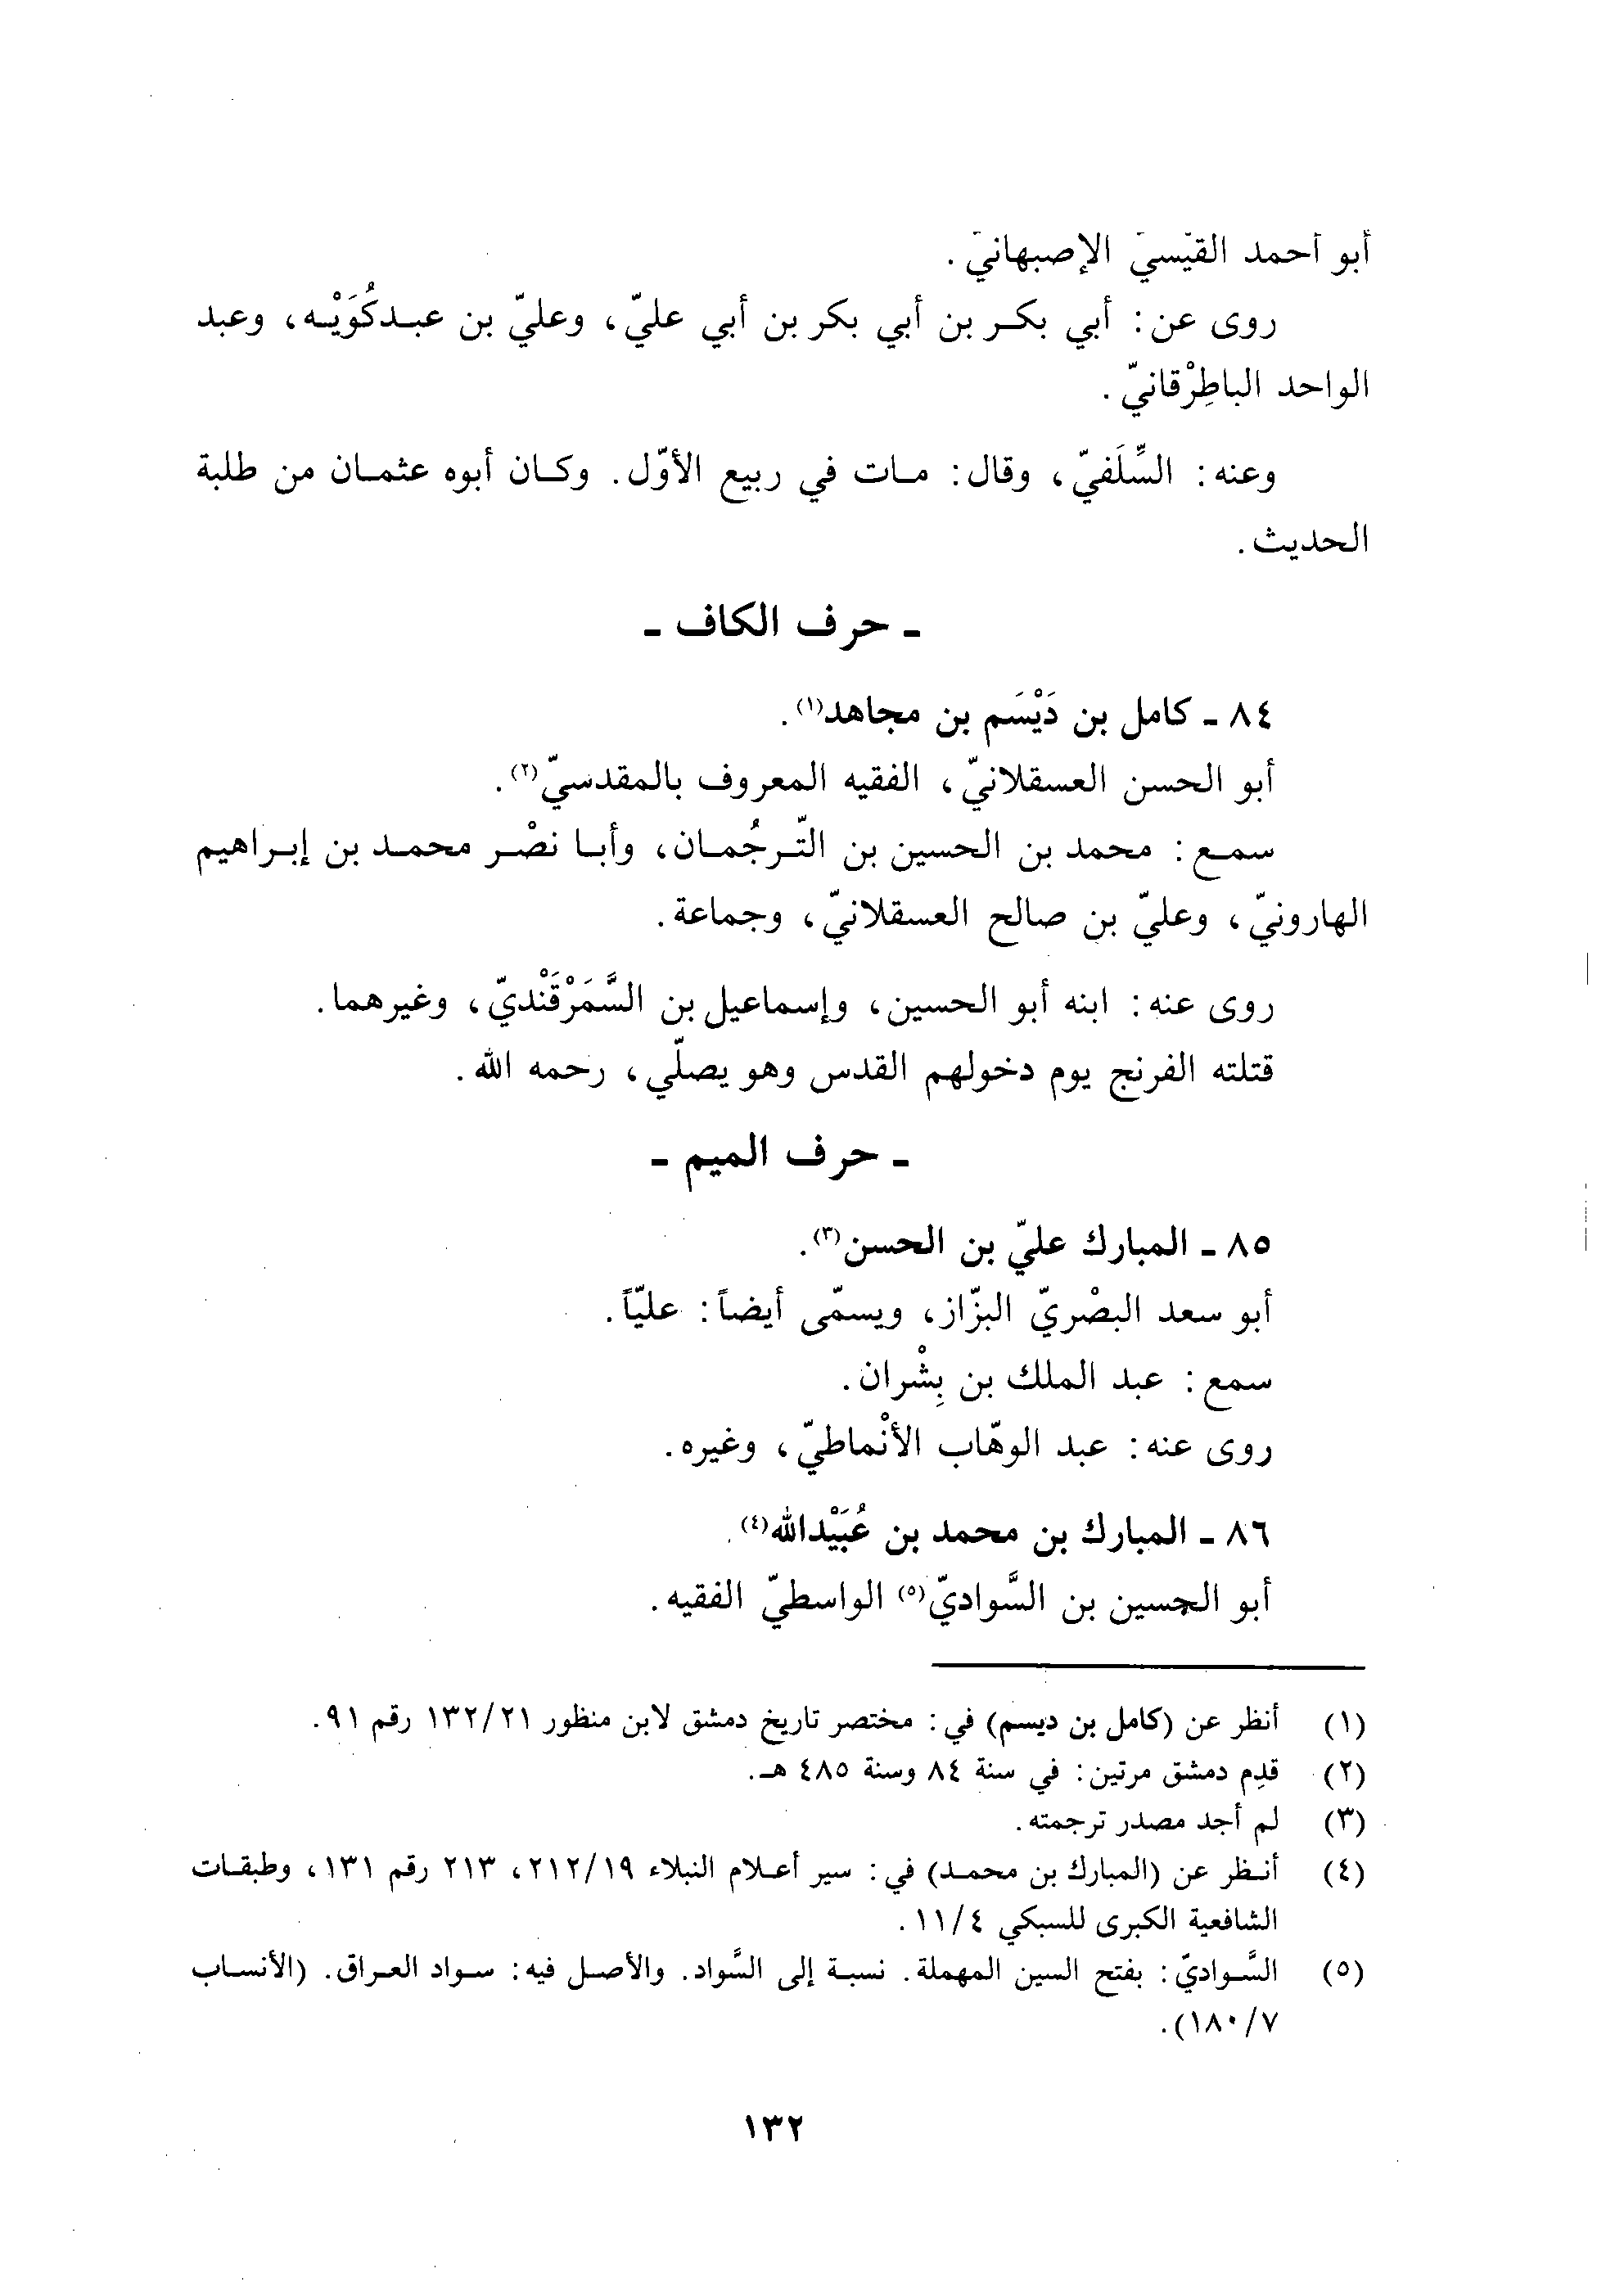 أبو أحمد القيّسيّ الإصبهانيّ.
روى عن: أبي بكر بن أبي بكر بن أبي عليّ، وعليّ بن عبدكُوَيْه، وعبد
الواحد الباطِرْقانيّ.
وعنه: السِّلَفيّ، وقال: مات في ربيع الأوّل. وكان أبوه عثمان من طلبة
الحديث.
- حرف الكاف -
٨٤ - كامل بن دَيْسَم بن مجاهد(١).
أبو الحسن العسقلانيّ، الفقيه المعروف بالمقدسيّ(٢).
سمع: محمد بن الحسين بن التّرجُمان، وأبا نصْر محمد بن إبراهيم
الهارونيّ، وعليّ بن صالح العسقلانيّ، وجماعة.
روى عنه: ابنه أبو الحسين، وإسماعيل بن السَّمَرْقَنْديّ، وغيرهما.
قتلته الفرنج يوم دخولهم القدس وهو يصلّي، رحمه الله.
- حرف الميم -
٨٥ - المبارك عليّ بن الحسن(٣).
أبو سعد البصْريّ البزّاز، ويسمّى أيضاً: عليّاً.
سمع: عبد الملك بن بِشْران.
روى عنه: عبد الوهّاب الأنْماطيّ، وغيره.
٨٦ - المبارك بن محمد بن عُبَيْدالله(٤).
أبو الحسين بن السَّواديّ(٥) الواسطيّ الفقيه.
(١) أنظر عن (كامل بن ديسم) في: مختصر تاريخ دمشق لابن منظور ١٣٢/٢١ رقم ٩١.
(٢) قدِم دمشق مرتين: في سنة ٨٤ وسنة ٤٨٥ هـ.
(٣) لم أجد مصدر ترجمته.
(٤) أنظر عن (المبارك بن محمد) في: سير أعلام النبلاء ٢١٢/١٩، ٢١٣ رقم ١٣١، وطبقات
الشافعية الكبرى للسبكي ١١/٤.
(٥) السَّواديّ: بفتح السين المهملة. نسبة إلى السَّواد. والأصل فيه: سواد العراق. (الأنساب
١٨٠/٧).
١٣٢